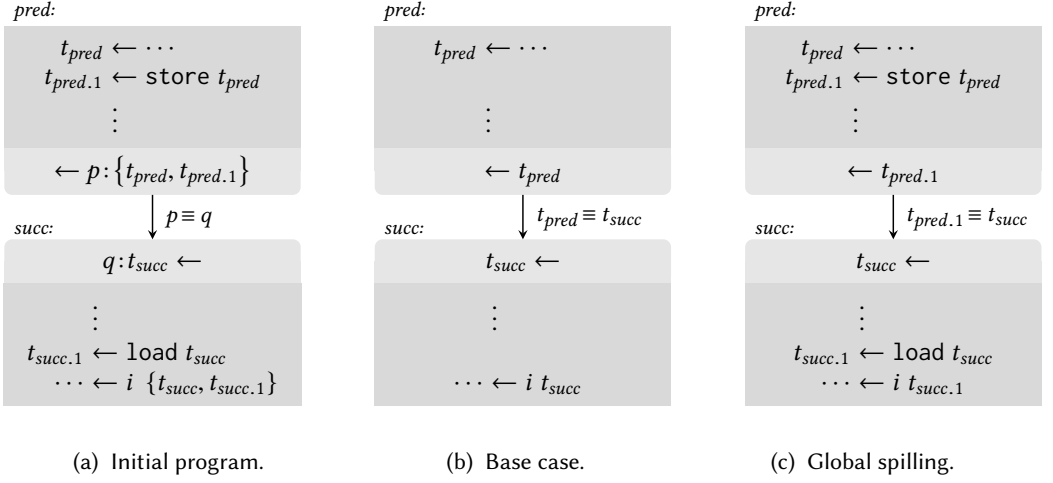 pred:
t_pred ← ···
t_pred.1 ← store t_pred
⋮
← p:{t_pred, t_pred.1}
p ≡ q
succ:
q:t_succ ←
⋮
t_succ.1 ← load t_succ
··· ← i {t_succ, t_succ.1}
(a) Initial program.
pred:
t_pred ← ···
⋮
← t_pred
t_pred ≡ t_succ
succ:
t_succ ←
⋮
··· ← i t_succ
(b) Base case.
pred:
t_pred ← ···
t_pred.1 ← store t_pred
⋮
← t_pred.1
t_pred.1 ≡ t_succ
succ:
t_succ ←
⋮
t_succ.1 ← load t_succ
··· ← i t_succ.1
(c) Global spilling.